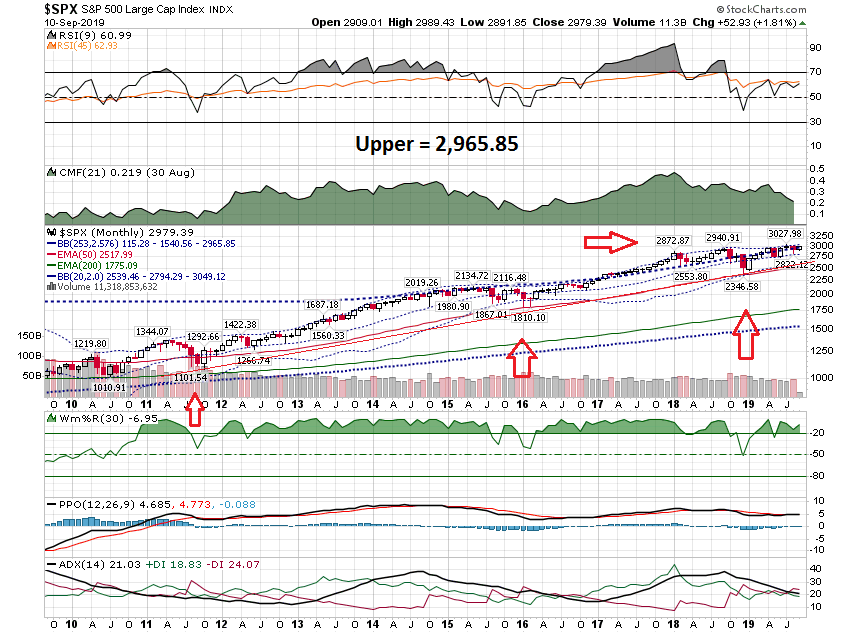 $SPX S&P 500 Large Cap Index INDX © StockCharts.com
10-Sep-2019 Open 2909.01 High 2989.43 Low 2891.85 Close 2979.39 Volume 11.3B Chg +52.93 (+1.81%)
RSI(9) 60.99
RSI(45) 62.93
90
70
50
30
10
Upper = 2,965.85
CMF(21) 0.219 (30 Aug)
0.5
0.4
0.3
0.2
0.1
$SPX (Monthly) 2979.39
BB(253,2.576) 115.28 - 1540.56 - 2965.85
EMA(50) 2517.99
EMA(200) 1775.09
BB(20,2.0) 2539.46 - 2794.29 - 3049.12
Volume 11,318,853,632
3027.98
2872.87 2940.91
2822.12
2553.80
2346.58
2134.72 2116.48
2019.26
1980.90
1867.01 1810.10
1687.18
1560.33
1422.38
1344.07 1292.66
1266.74
1219.80
1101.54
1010.91
3250
3000
2750
2500
2250
2000
1750
1500
1250
1000
150B
100B
50B
O 10 A J O 11 A J O 12 A J O 13 A J O 14 A J O 15 A J O 16 A J O 17 A J O 18 A J O 19 A J
Wm%R(30) -6.95
-20
-50
-80
PPO(12,26,9) 4.685, 4.773, -0.088
10
5
0
-5
-10
ADX(14) 21.03 +DI 18.83 -DI 24.07
40
30
20
10
O 10 A J O 11 A J O 12 A J O 13 A J O 14 A J O 15 A J O 16 A J O 17 A J O 18 A J O 19 A J